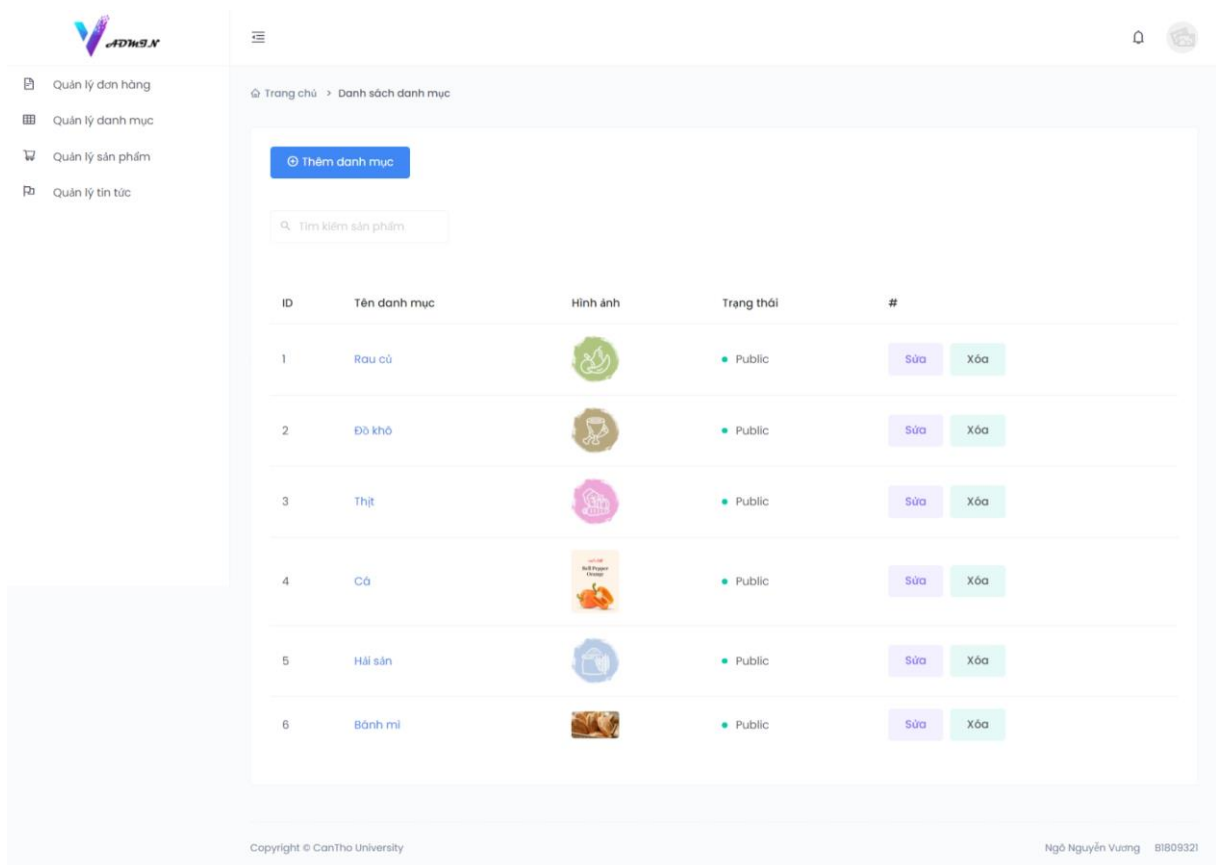 ADMIN
Quản lý đơn hàng
Quản lý danh mục
Quản lý sản phẩm
Quản lý tin tức
Trang chủ > Danh sách danh mục
Thêm danh mục
Tìm kiếm sản phẩm
ID Tên danh mục Hình ảnh Trạng thái #
1 Rau củ Public Sửa Xóa
2 Đồ khô Public Sửa Xóa
3 Thịt Public Sửa Xóa
Bell Pepper
Orange
4 Cá Public Sửa Xóa
5 Hải sản Public Sửa Xóa
6 Bánh mì Public Sửa Xóa
Copyright © CanTho University Ngô Nguyễn Vương B1809321